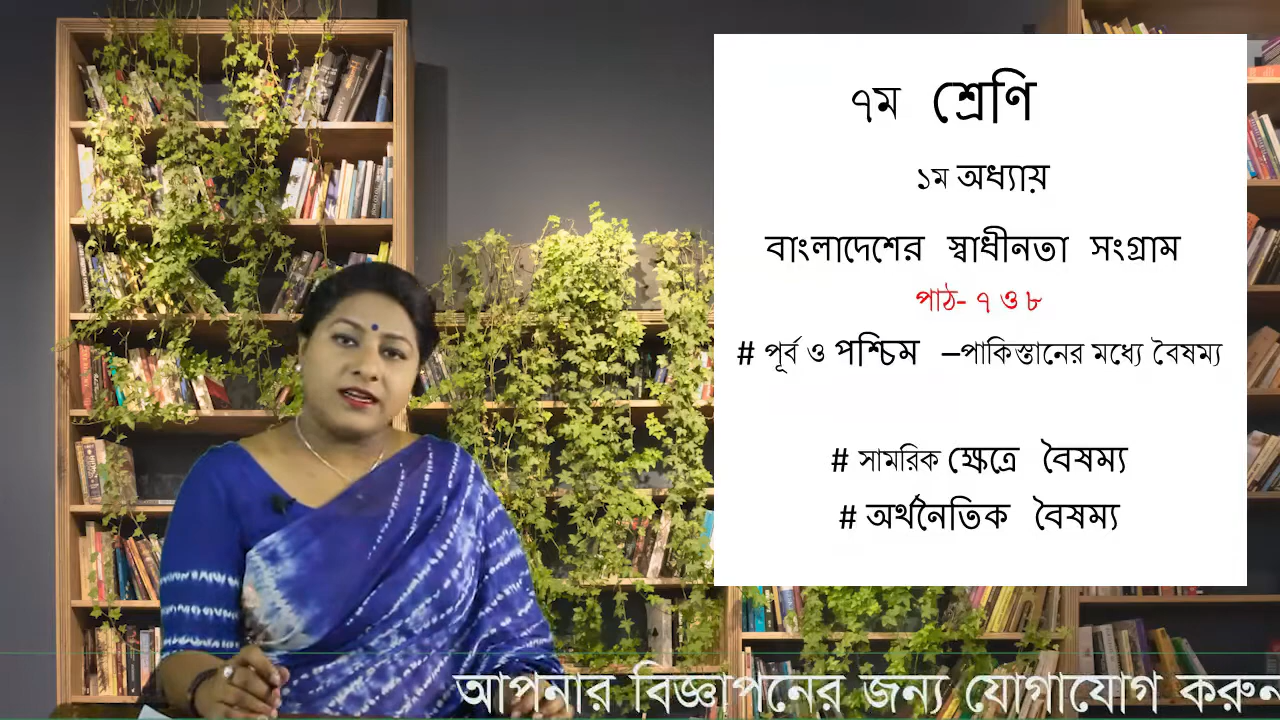 ৭ম শ্রেণি
১ম অধ্যায়
বাংলাদেশের স্বাধীনতা সংগ্রাম
পাঠ- ৭ ও ৮
# পূর্ব ও পশ্চিম –পাকিস্তানের মধ্যে বৈষম্য
# সামরিক ক্ষেত্রে বৈষম্য
# অর্থনৈতিক বৈষম্য
আপনার বিজ্ঞাপনের জন্য যোগাযোগ করুন